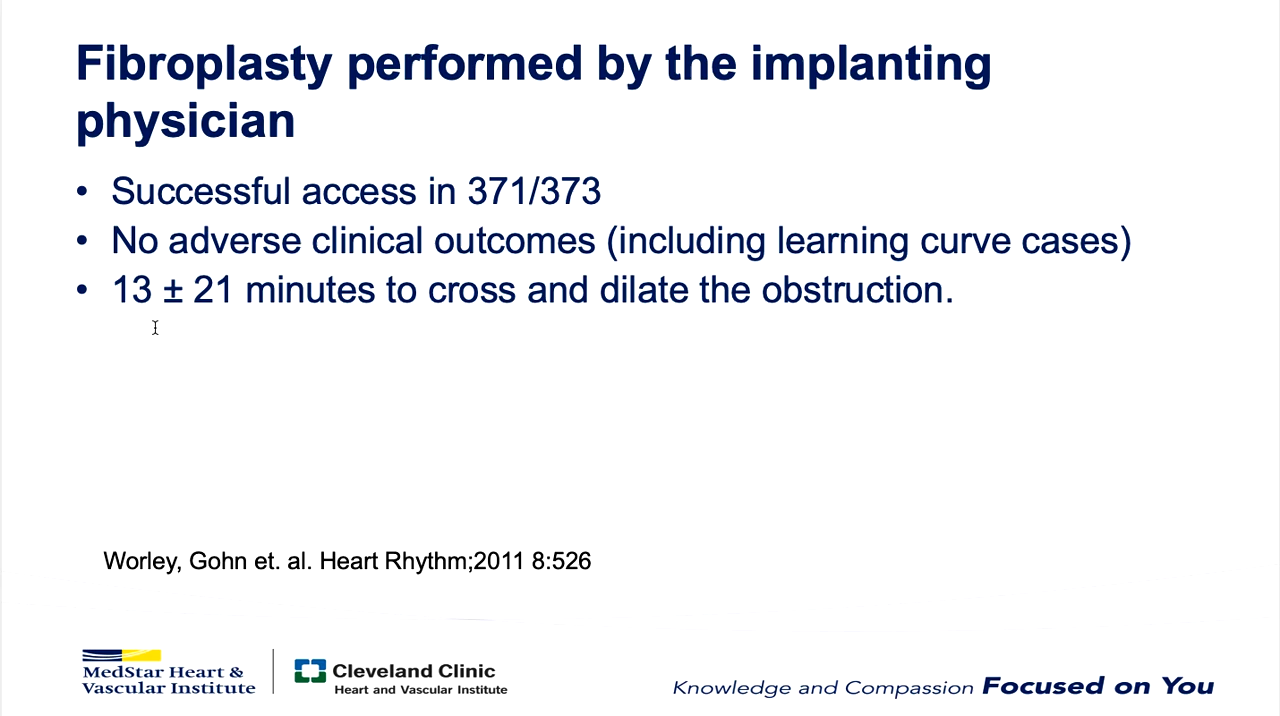 Fibroplasty performed by the implanting
physician
• Successful access in 371/373
• No adverse clinical outcomes (including learning curve cases)
• 13 ± 21 minutes to cross and dilate the obstruction.
Worley, Gohn et. al. Heart Rhythm;2011 8:526
MedStar Heart &
Vascular Institute
Cleveland Clinic
Heart and Vascular Institute
Knowledge and Compassion Focused on You